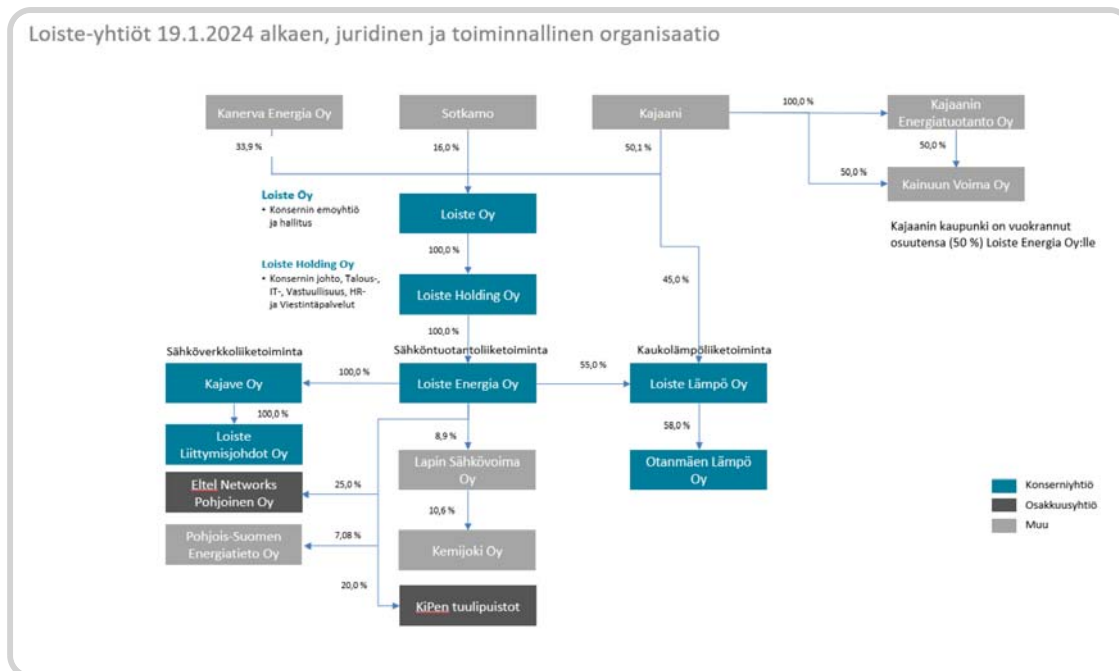 Loiste-yhtiöt 19.1.2024 alkaen, juridinen ja toiminnallinen organisaatio
Kanerva Energia Oy
Sotkamo
Kajaani
100,0 %
Kajaanin
Energiatuotanto Oy
33,9 %
16,0 %
50,1 %
50,0 %
50,0 %
Kainuun Voima Oy
Loiste Oy
• Konsernin emoyhtiö
ja hallitus
Loiste Oy
Kajaanin kaupunki on vuokrannut
osuutensa (50 %) Loiste Energia Oy:lle
100,0 %
Loiste Holding Oy
• Konsernin johto, Talous-,
IT-, Vastuullisuus, HR-
ja Viestintäpalvelut
Loiste Holding Oy
45,0 %
100,0 %
Sähköverkkoliiketoiminta
Sähköntuotantoliiketoiminta
Kaukolämpöliiketoiminta
Kajave Oy
100,0 %
Loiste Energia Oy
55,0 %
Loiste Lämpö Oy
100,0 %
8,9 %
58,0 %
Loiste
Liittymisjohdot Oy
Lapin Sähkövoima
Oy
Otanmäen Lämpö
Oy
Eltel Networks
Pohjoinen Oy
25,0 %
10,6 %
Konserniyhtiö
Osakkuusyhtiö
Muu
Pohjois-Suomen
Energiatieto Oy
7,08 %
Kemijoki Oy
20,0 %
KiPen tuulipuistot